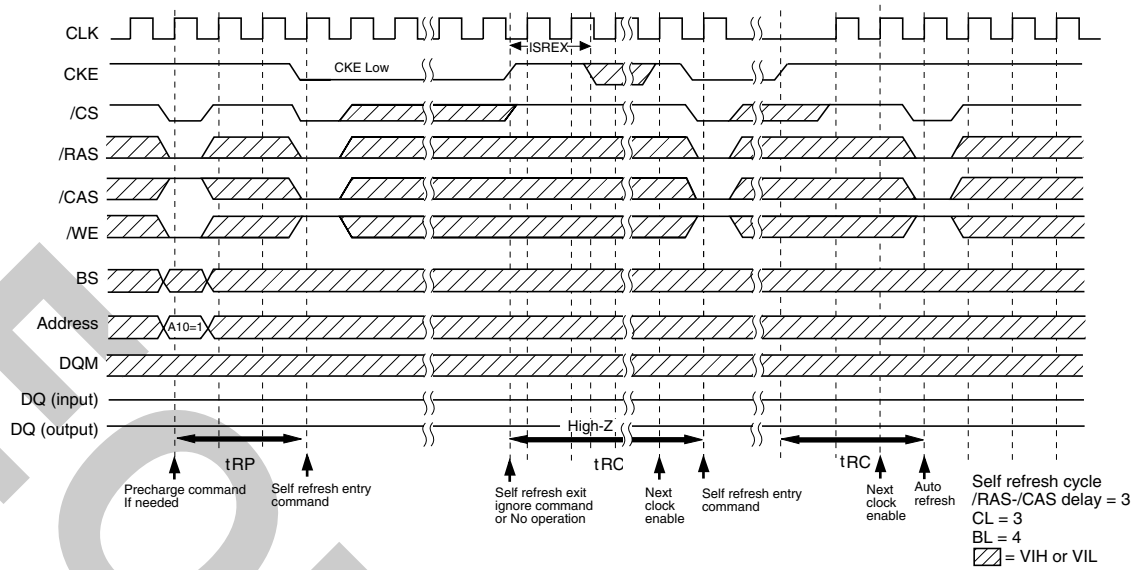 CLK
lSREX
CKE
CKE Low
/CS
/RAS
/CAS
/WE
BS
Address
A10=1
DQM
DQ (input)
DQ (output)
High-Z
tRP
tRC
tRC
Precharge command
If needed
Self refresh entry
command
Self refresh exit
ignore command
or No operation
Next
clock
enable
Self refresh entry
command
Next
clock
enable
Auto
refresh
Self refresh cycle
/RAS-/CAS delay = 3
CL = 3
BL = 4
= VIH or VIL